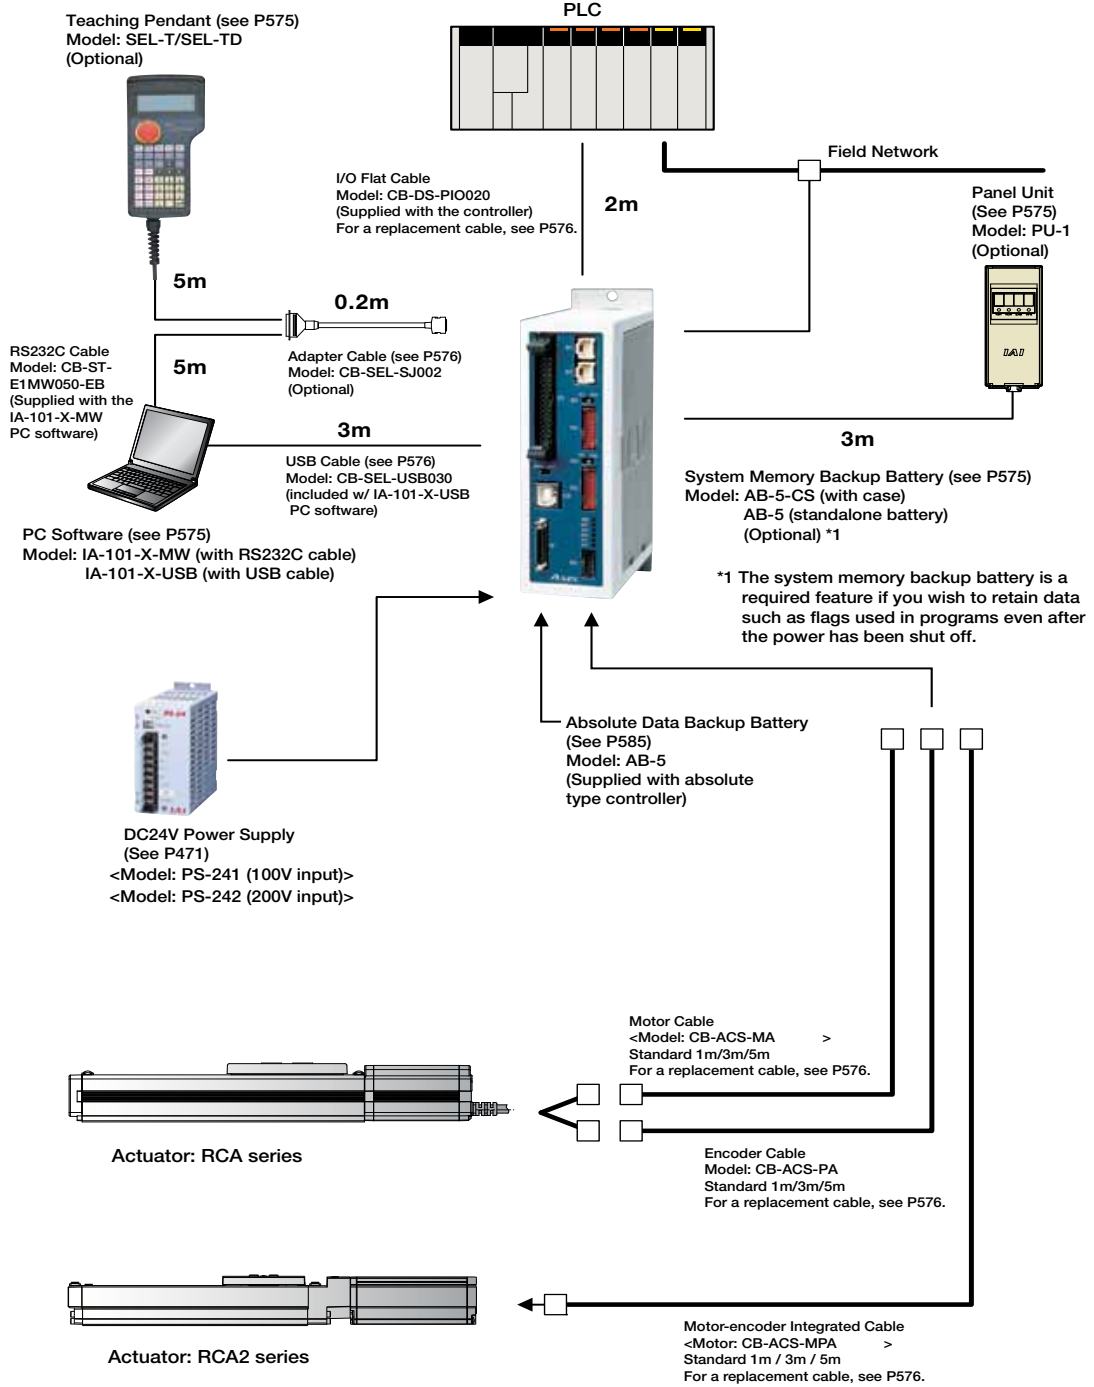 Teaching Pendant (see P575)
Model: SEL-T/SEL-TD
(Optional)
PLC
Field Network
I/O Flat Cable
Model: CB-DS-PIO020
(Supplied with the controller)
For a replacement cable, see P576.
2m
Panel Unit
(See P575)
Model: PU-1
(Optional)
IAI
5m
0.2m
RS232C Cable
Model: CB-ST-
E1MW050-EB
(Supplied with the
IA-101-X-MW
PC software)
5m
Adapter Cable (see P576)
Model: CB-SEL-SJ002
(Optional)
3m
USB Cable (see P576)
Model: CB-SEL-USB030
(included w/ IA-101-X-USB
PC software)
3m
System Memory Backup Battery (see P575)
Model: AB-5-CS (with case)
AB-5 (standalone battery)
(Optional) *1
PC Software (see P575)
Model: IA-101-X-MW (with RS232C cable)
IA-101-X-USB (with USB cable)
*1 The system memory backup battery is a
required feature if you wish to retain data
such as flags used in programs even after
the power has been shut off.
Absolute Data Backup Battery
(See P585)
Model: AB-5
(Supplied with absolute
type controller)
DC24V Power Supply
(See P471)
<Model: PS-241 (100V input)>
<Model: PS-242 (200V input)>
Motor Cable
<Model: CB-ACS-MA >
Standard 1m/3m/5m
For a replacement cable, see P576.
Actuator: RCA series
Encoder Cable
Model: CB-ACS-PA
Standard 1m/3m/5m
For a replacement cable, see P576.
Actuator: RCA2 series
Motor-encoder Integrated Cable
<Motor: CB-ACS-MPA >
Standard 1m / 3m / 5m
For a replacement cable, see P576.